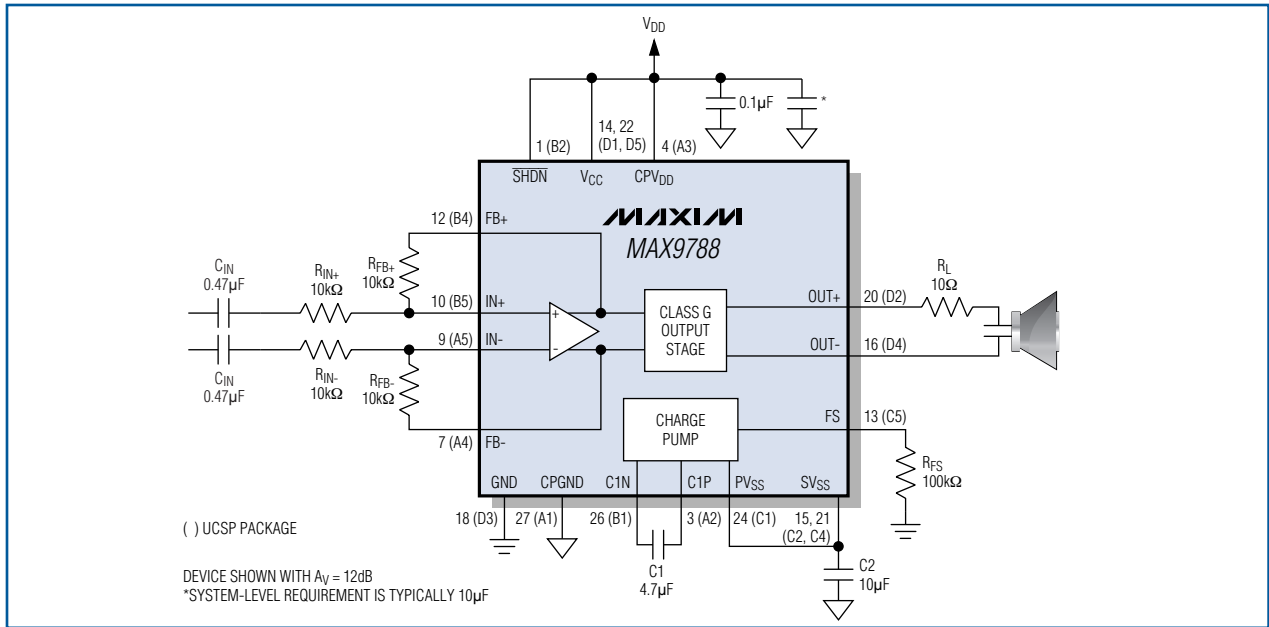 VDD
0.1µF
*
14, 22
(D1, D5)
1 (B2)
4 (A3)
SHDN
VCC
CPVDD
MAXIM
MAX9788
12 (B4)
FB+
CIN
0.47µF
RIN+
10kΩ
RFB+
10kΩ
10 (B5)
IN+
+
9 (A5)
IN-
-
CIN
0.47µF
RIN-
10kΩ
RFB-
10kΩ
7 (A4)
FB-
CLASS G
OUTPUT
STAGE
OUT+
20 (D2)
RL
10Ω
OUT-
16 (D4)
CHARGE
PUMP
FS
13 (C5)
RFS
100kΩ
GND
CPGND
C1N
C1P
PVSS
SVSS
18 (D3)
27 (A1)
26 (B1)
3 (A2)
24 (C1)
15, 21
(C2, C4)
C1
4.7µF
C2
10µF
( ) UCSP PACKAGE
DEVICE SHOWN WITH AV = 12dB
*SYSTEM-LEVEL REQUIREMENT IS TYPICALLY 10µF